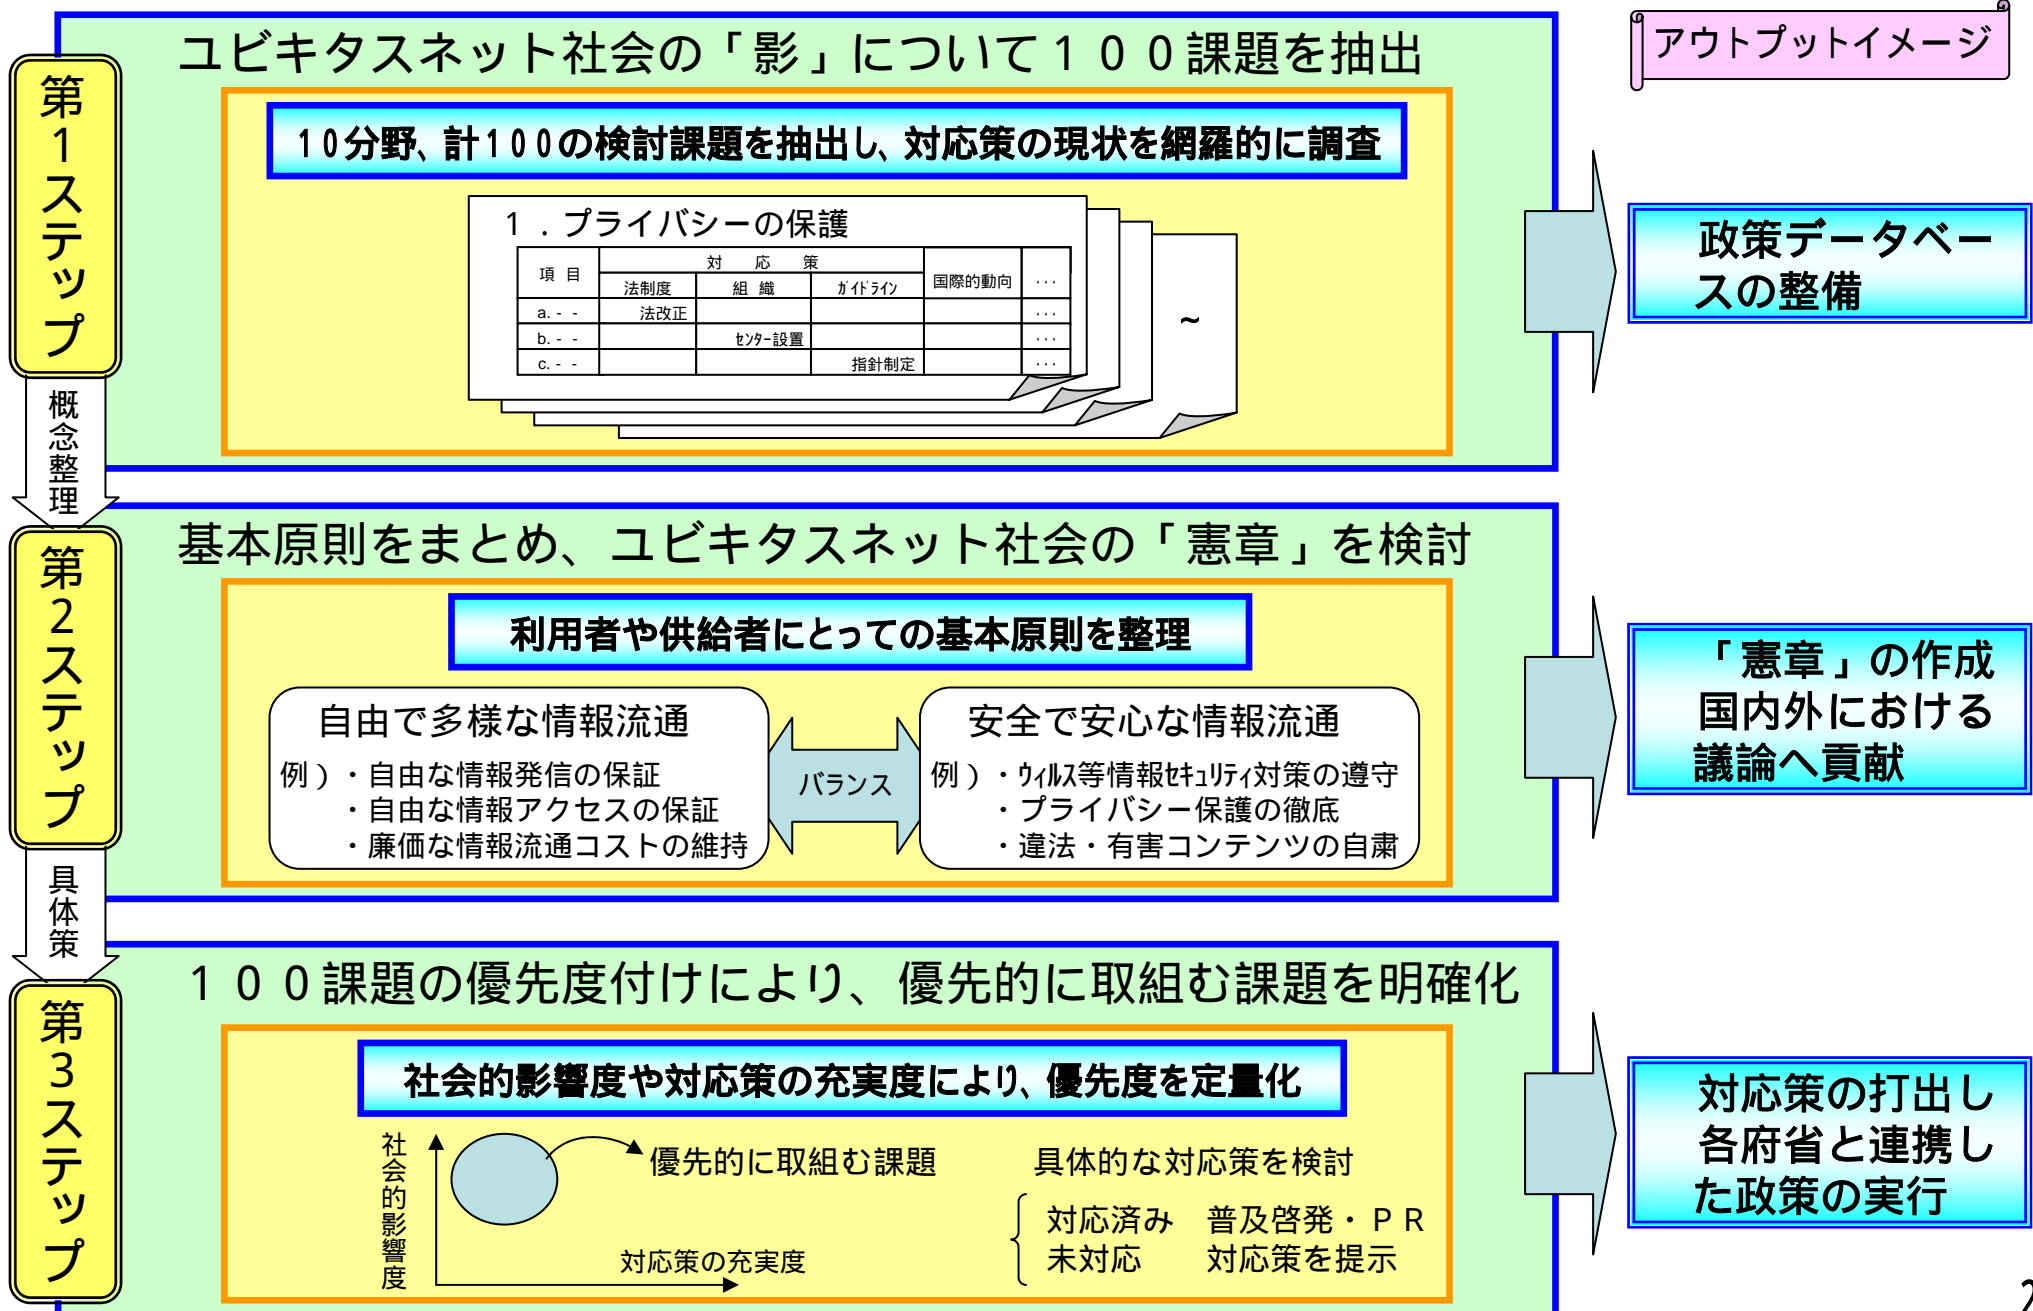 アウトプットイメージ
第1ステップ
ユビキタスネット社会の「影」について１００課題を抽出
10分野、計100の検討課題を抽出し、対応策の現状を網羅的に調査
１．プライバシーの保護
項 目
対 応 策
国際的動向
･･･
法制度
組 織
ｶﾞｲﾄﾞﾗｲﾝ
a. - -
法改正
･･･
b. - -
ｾﾝﾀｰ設置
･･･
c. - -
指針制定
･･･
~
政策データベー
スの整備
概念整理
第2ステップ
基本原則をまとめ、ユビキタスネット社会の「憲章」を検討
利用者や供給者にとっての基本原則を整理
自由で多様な情報流通
例）・自由な情報発信の保証
・自由な情報アクセスの保証
・廉価な情報流通コストの維持
バランス
安全で安心な情報流通
例）・ｳｨﾙｽ等情報ｾｷｭﾘﾃｨ対策の遵守
・プライバシー保護の徹底
・違法・有害コンテンツの自粛
「憲章」の作成
国内外における
議論へ貢献
具体策
第3ステップ
１００課題の優先度付けにより、優先的に取組む課題を明確化
社会的影響度や対応策の充実度により、優先度を定量化
社会的影響度
優先的に取組む課題
対応策の充実度
具体的な対応策を検討
対応済み 普及啓発・ＰＲ
未対応 対応策を提示
対応策の打出し
各府省と連携し
た政策の実行
2